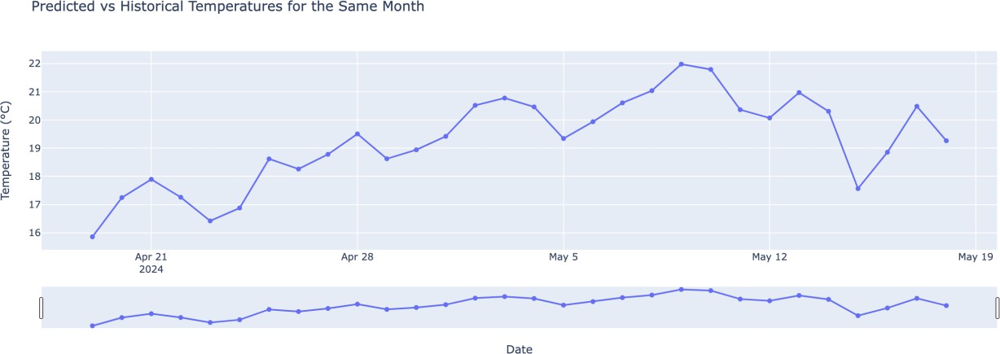 Predicted vs Historical Temperatures for the Same Month
Temperature (°C)
22
21
20
19
18
17
16
Apr 21
2024
Apr 28
May 5
May 12
May 19
Date